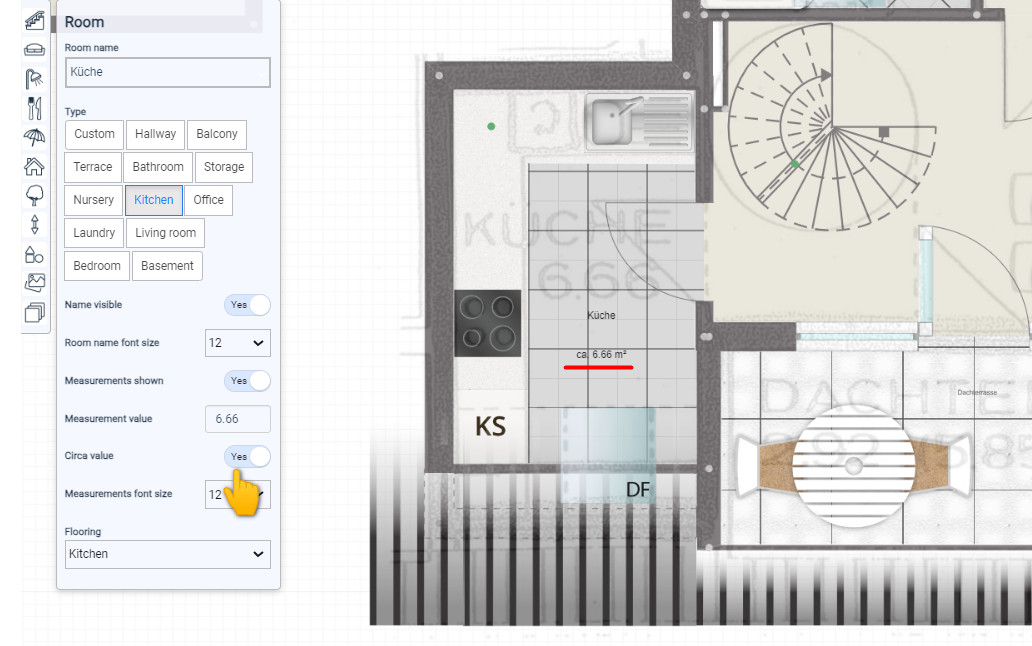 Room
Room name
Küche
Type
Custom
Hallway
Balcony
Terrace
Bathroom
Storage
Nursery
Kitchen
Office
Laundry
Living room
Bedroom
Basement
Name visible
Yes
Room name font size
12
Measurements shown
Yes
Measurement value
6.66
Circa value
Yes
Measurements font size
12
Flooring
Kitchen
KÜCHE
6.66
Küche
ca. 6.66 m²
KS
DF
DACHTE
Dachterrasse